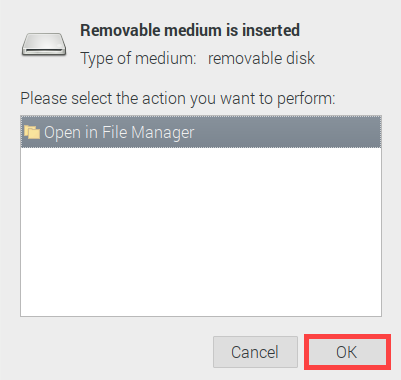 Removable medium is inserted
Type of medium: removable disk
Please select the action you want to perform:
Open in File Manager
Cancel OK